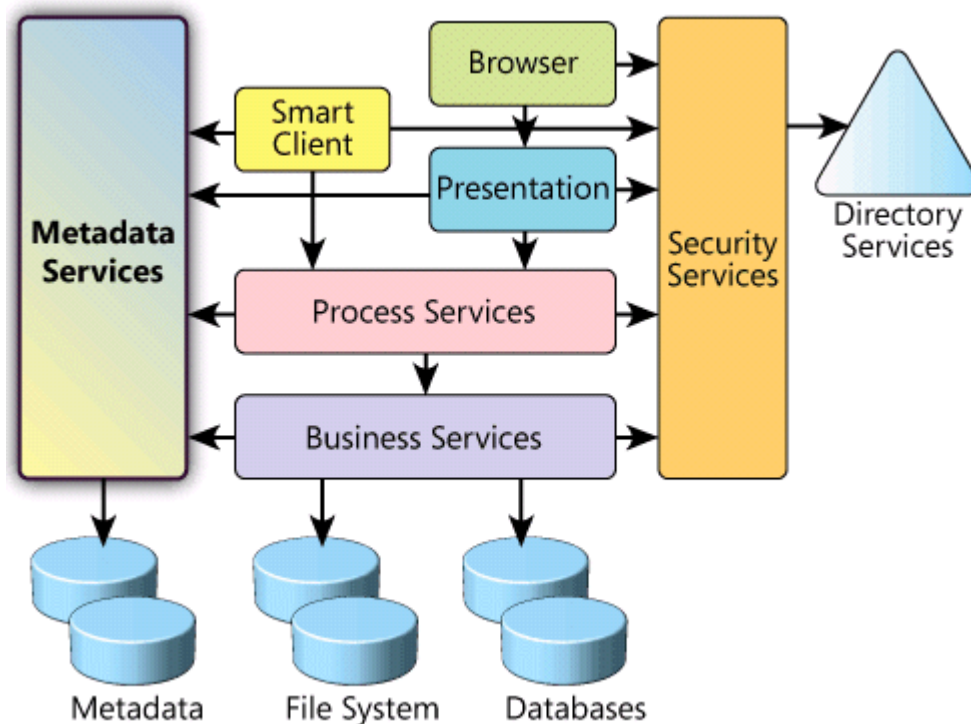 Browser
Smart
Client
Presentation
Metadata
Services
Security
Services
Directory
Services
Process Services
Business Services
Metadata
File System
Databases